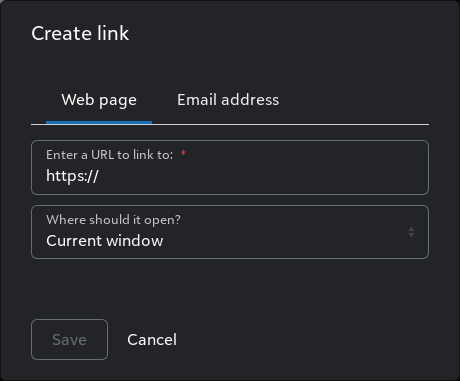 Create link
Web page Email address
Enter a URL to link to: *
https://
Where should it open?
Current window
Save Cancel